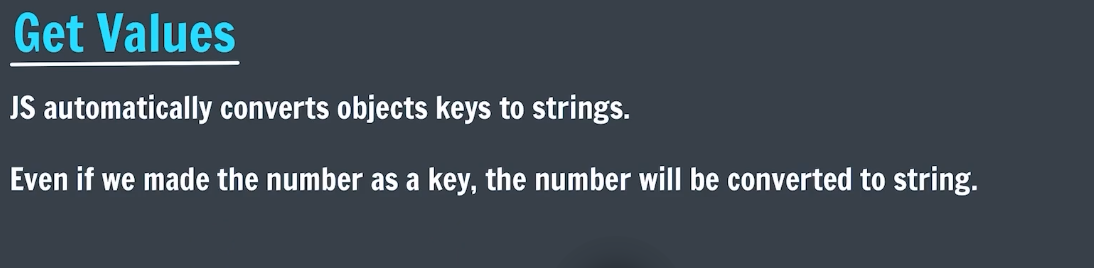 Get Values
JS automatically converts objects keys to strings.
Even if we made the number as a key, the number will be converted to string.